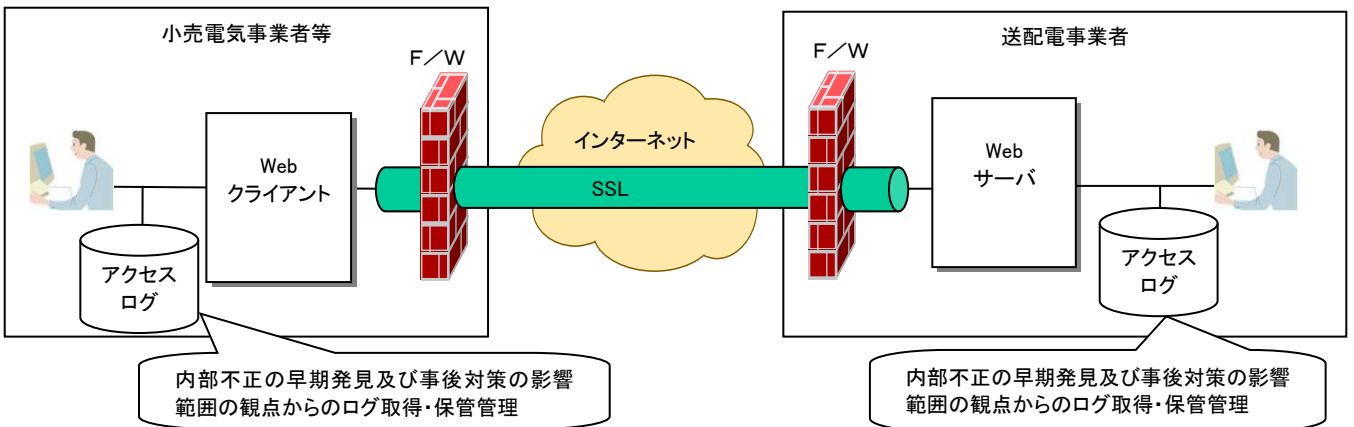 小売電気事業者等
F/W
Web
クライアント
アクセス
ログ
インターネット
SSL
送配電事業者
F/W
Web
サーバ
アクセス
ログ
内部不正の早期発見及び事後対策の影響
範囲の観点からのログ取得・保管管理
内部不正の早期発見及び事後対策の影響
範囲の観点からのログ取得・保管管理